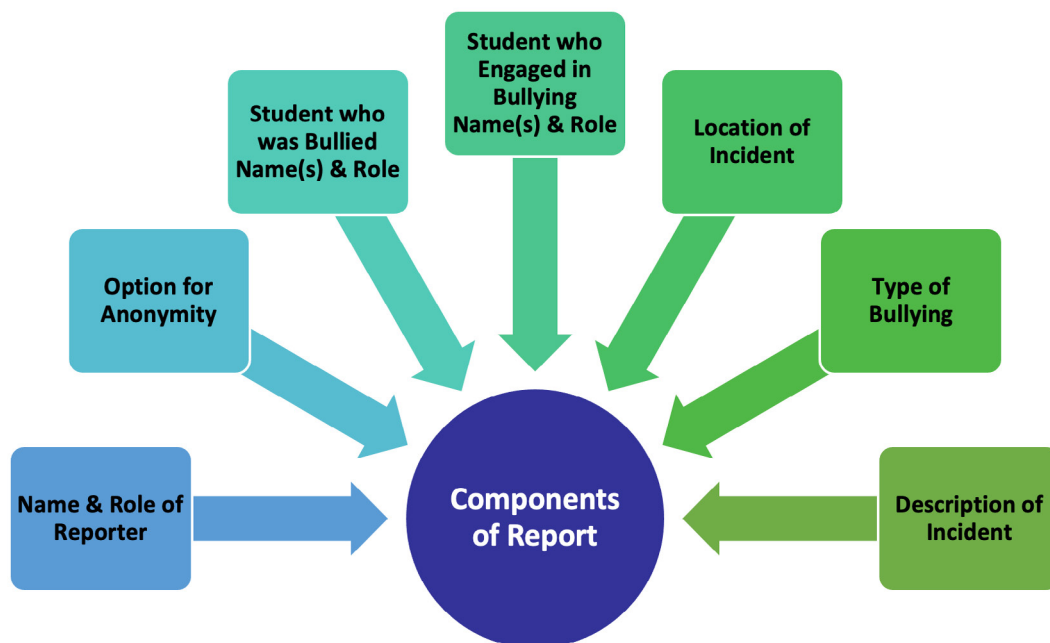 Name & Role of
Reporter
Option for
Anonymity
Student who
was Bullied
Name(s) & Role
Student who
Engaged in
Bullying
Name(s) & Role
Location of
Incident
Type of
Bullying
Description of
Incident
Components
of Report